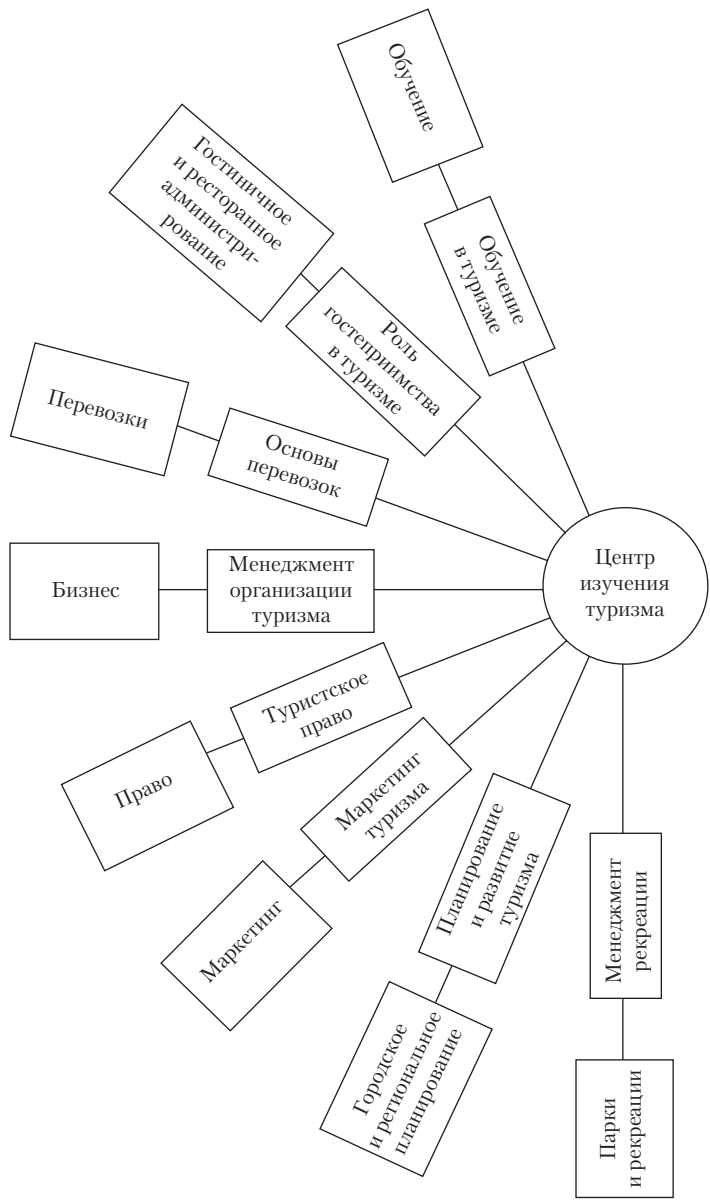 Обучение
Обучение
в туризме
Гостиничное
и ресторанное
администри-
рование
Роль
гостеприимства
в туризме
Перевозки
Основы
перевозок
Бизнес
Менеджмент
организации
туризма
Центр
изучения
туризма
Право
Туристское
право
Маркетинг
Маркетинг
туризма
Городское
и региональное
планирование
Планирование
и развитие
туризма
Парки
и рекреации
Менеджмент
рекреации